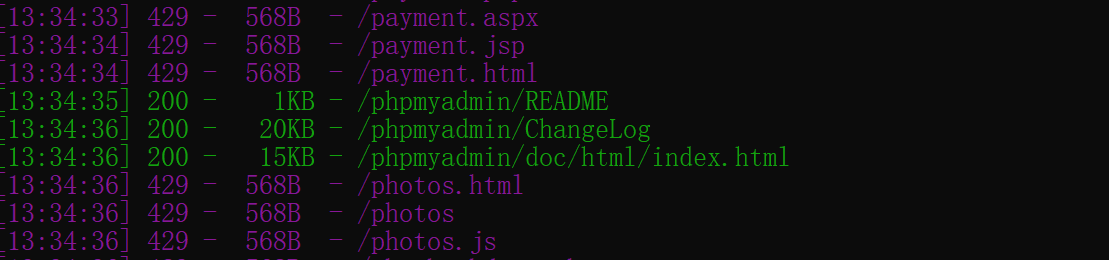 [13:34:33] 429 -  568B  - /payment.aspx
[13:34:34] 429 -  568B  - /payment.jsp
[13:34:34] 429 -  568B  - /payment.html
[13:34:35] 200 -    1KB - /phpmyadmin/README
[13:34:36] 200 -   20KB - /phpmyadmin/ChangeLog
[13:34:36] 200 -   15KB - /phpmyadmin/doc/html/index.html
[13:34:36] 429 -  568B  - /photos.html
[13:34:36] 429 -  568B  - /photos
[13:34:36] 429 -  568B  - /photos.js